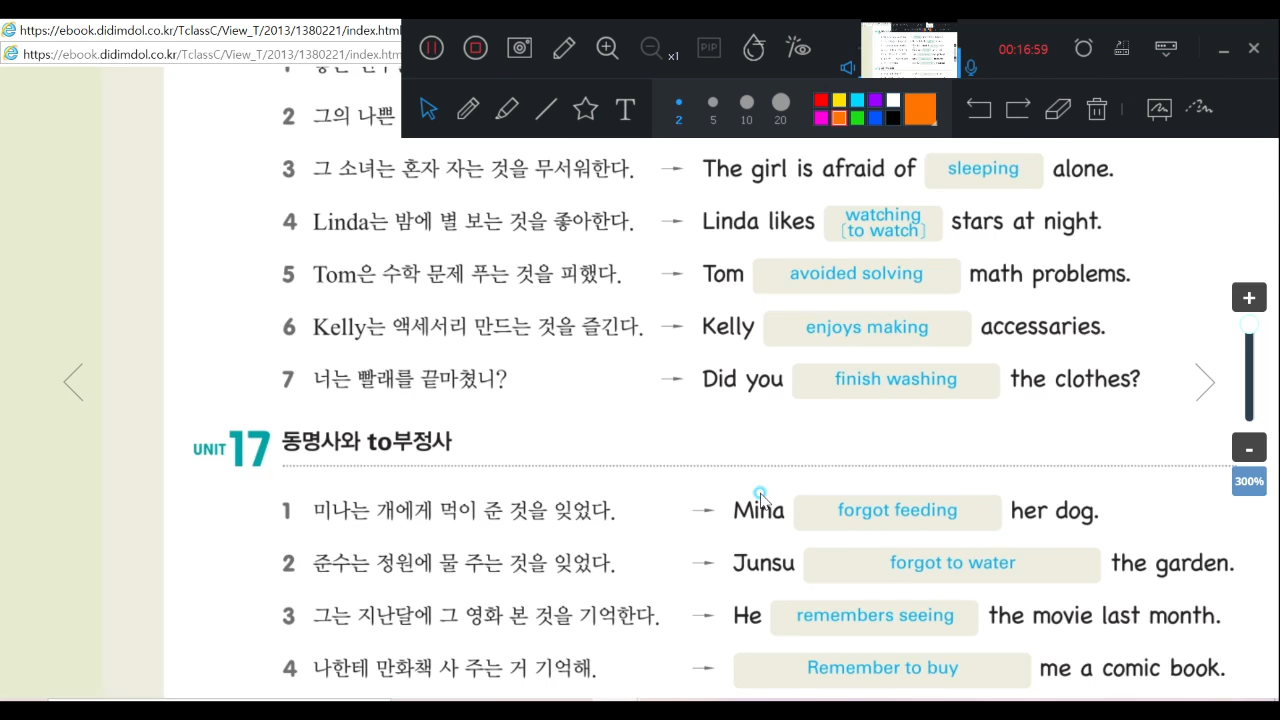 https://ebook.didimdol.co.kr/TclassC/View_T/2013/1380221/index.html
https://ebook.didimdol.co.kr/TclassC/View_T/2013/1380221/index.htm
x1
PIP
00:16:59
2
5
10
20
2 그의 나쁜
3 그 소녀는 혼자 자는 것을 무서워한다. → The girl is afraid of sleeping alone.
4 Linda는 밤에 별 보는 것을 좋아한다. → Linda likes watching [to watch] stars at night.
5 Tom은 수학 문제 푸는 것을 피했다. → Tom avoided solving math problems.
6 Kelly는 액세서리 만드는 것을 즐긴다. → Kelly enjoys making accessaries.
7 너는 빨래를 끝마쳤니? → Did you finish washing the clothes?
UNIT 17 동명사와 to부정사
1 미나는 개에게 먹이 준 것을 잊었다. → Mina forgot feeding her dog.
2 준수는 정원에 물 주는 것을 잊었다. → Junsu forgot to water the garden.
3 그는 지난달에 그 영화 본 것을 기억한다. → He remembers seeing the movie last month.
4 나한테 만화책 사 주는 거 기억해. → Remember to buy me a comic book.
+
-
300%